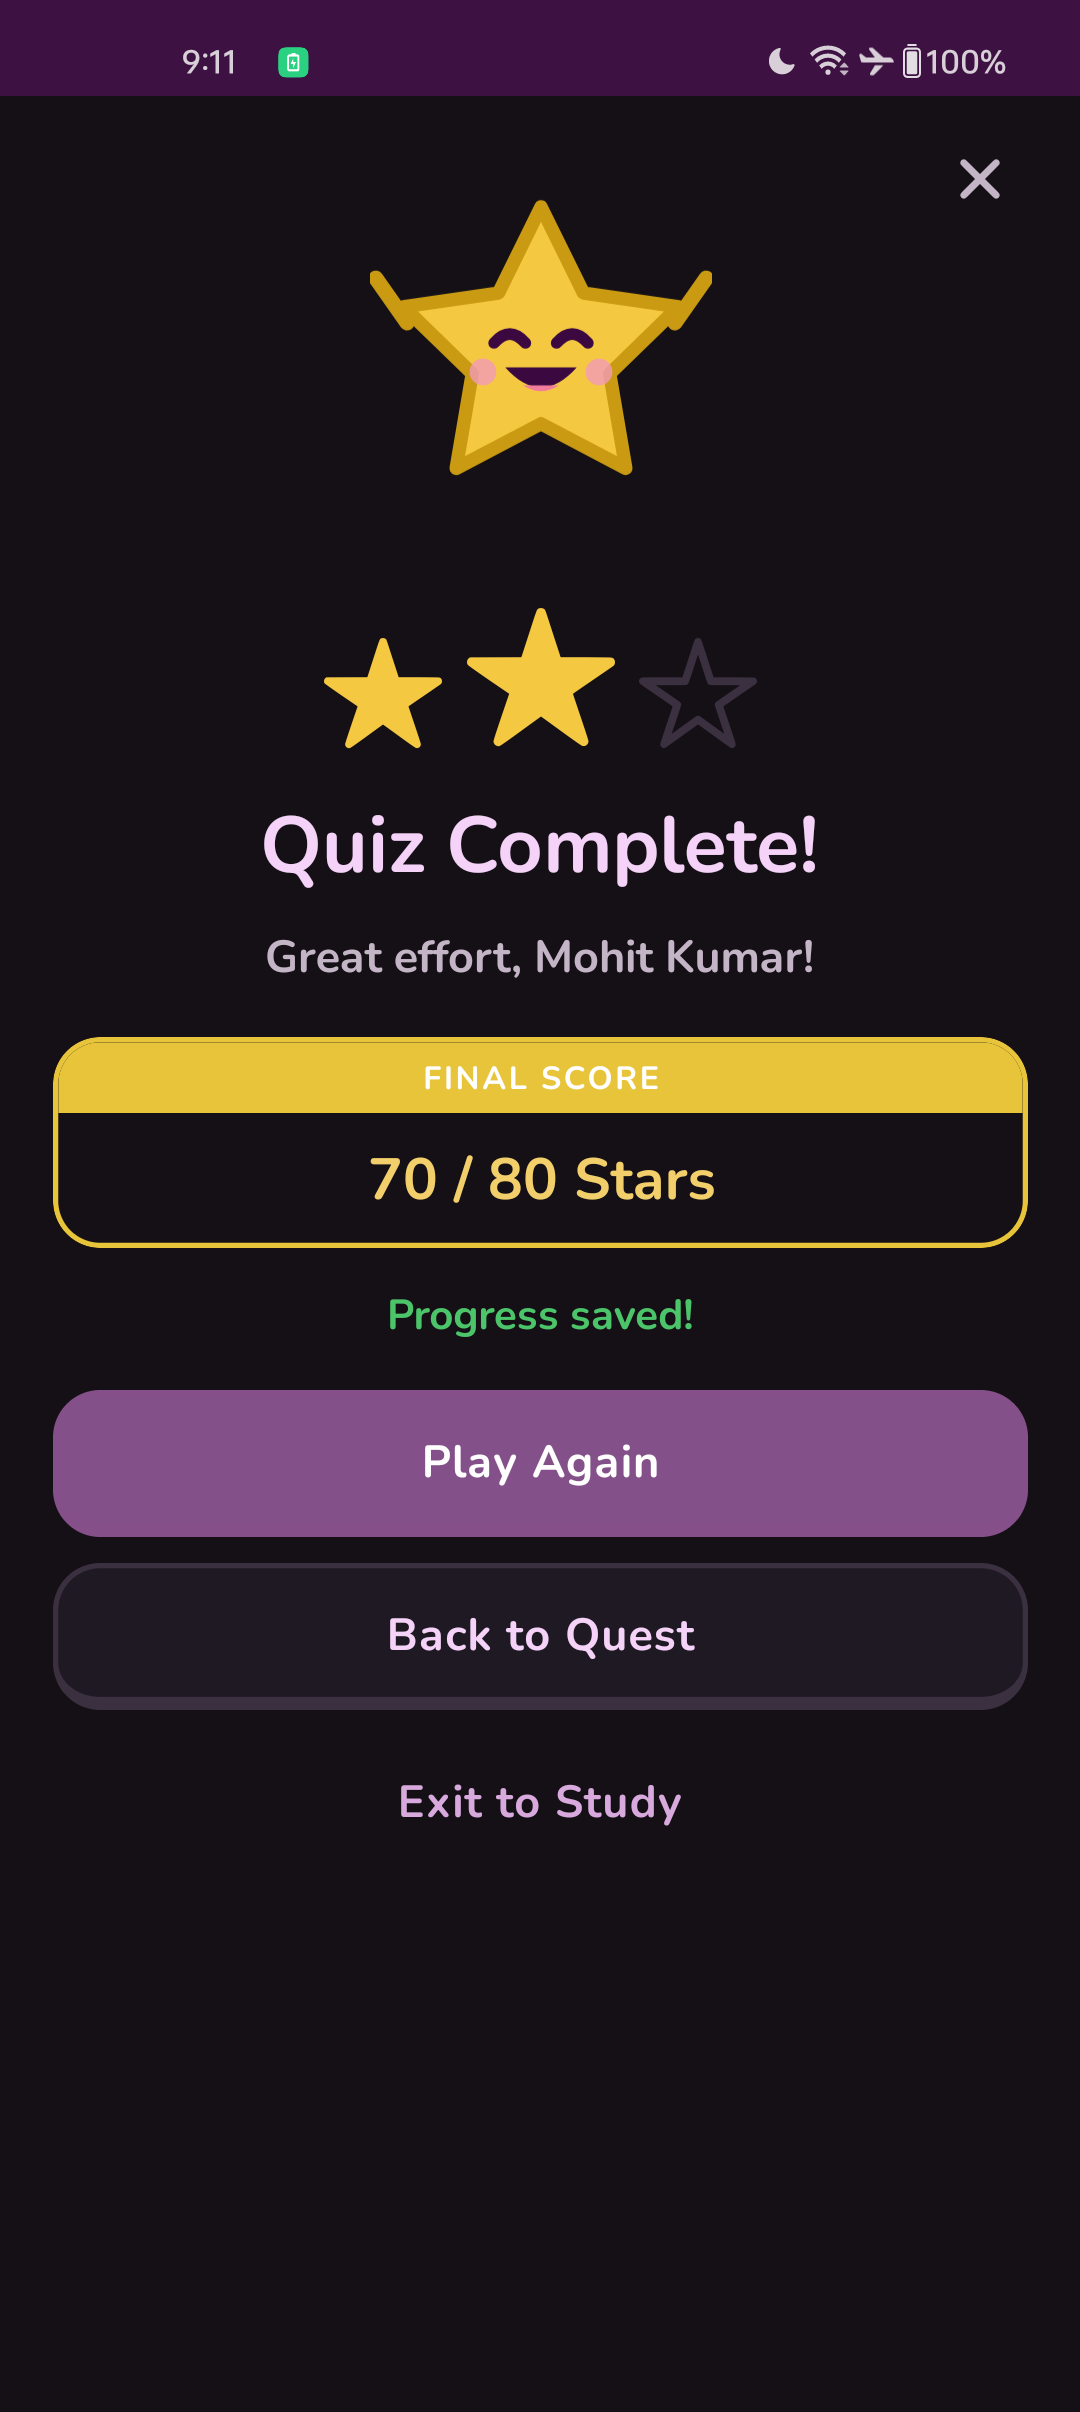 9:11
100%
Quiz Complete!
Great effort, Mohit Kumar!
FINAL SCORE
70 / 80 Stars
Progress saved!
Play Again
Back to Quest
Exit to Study